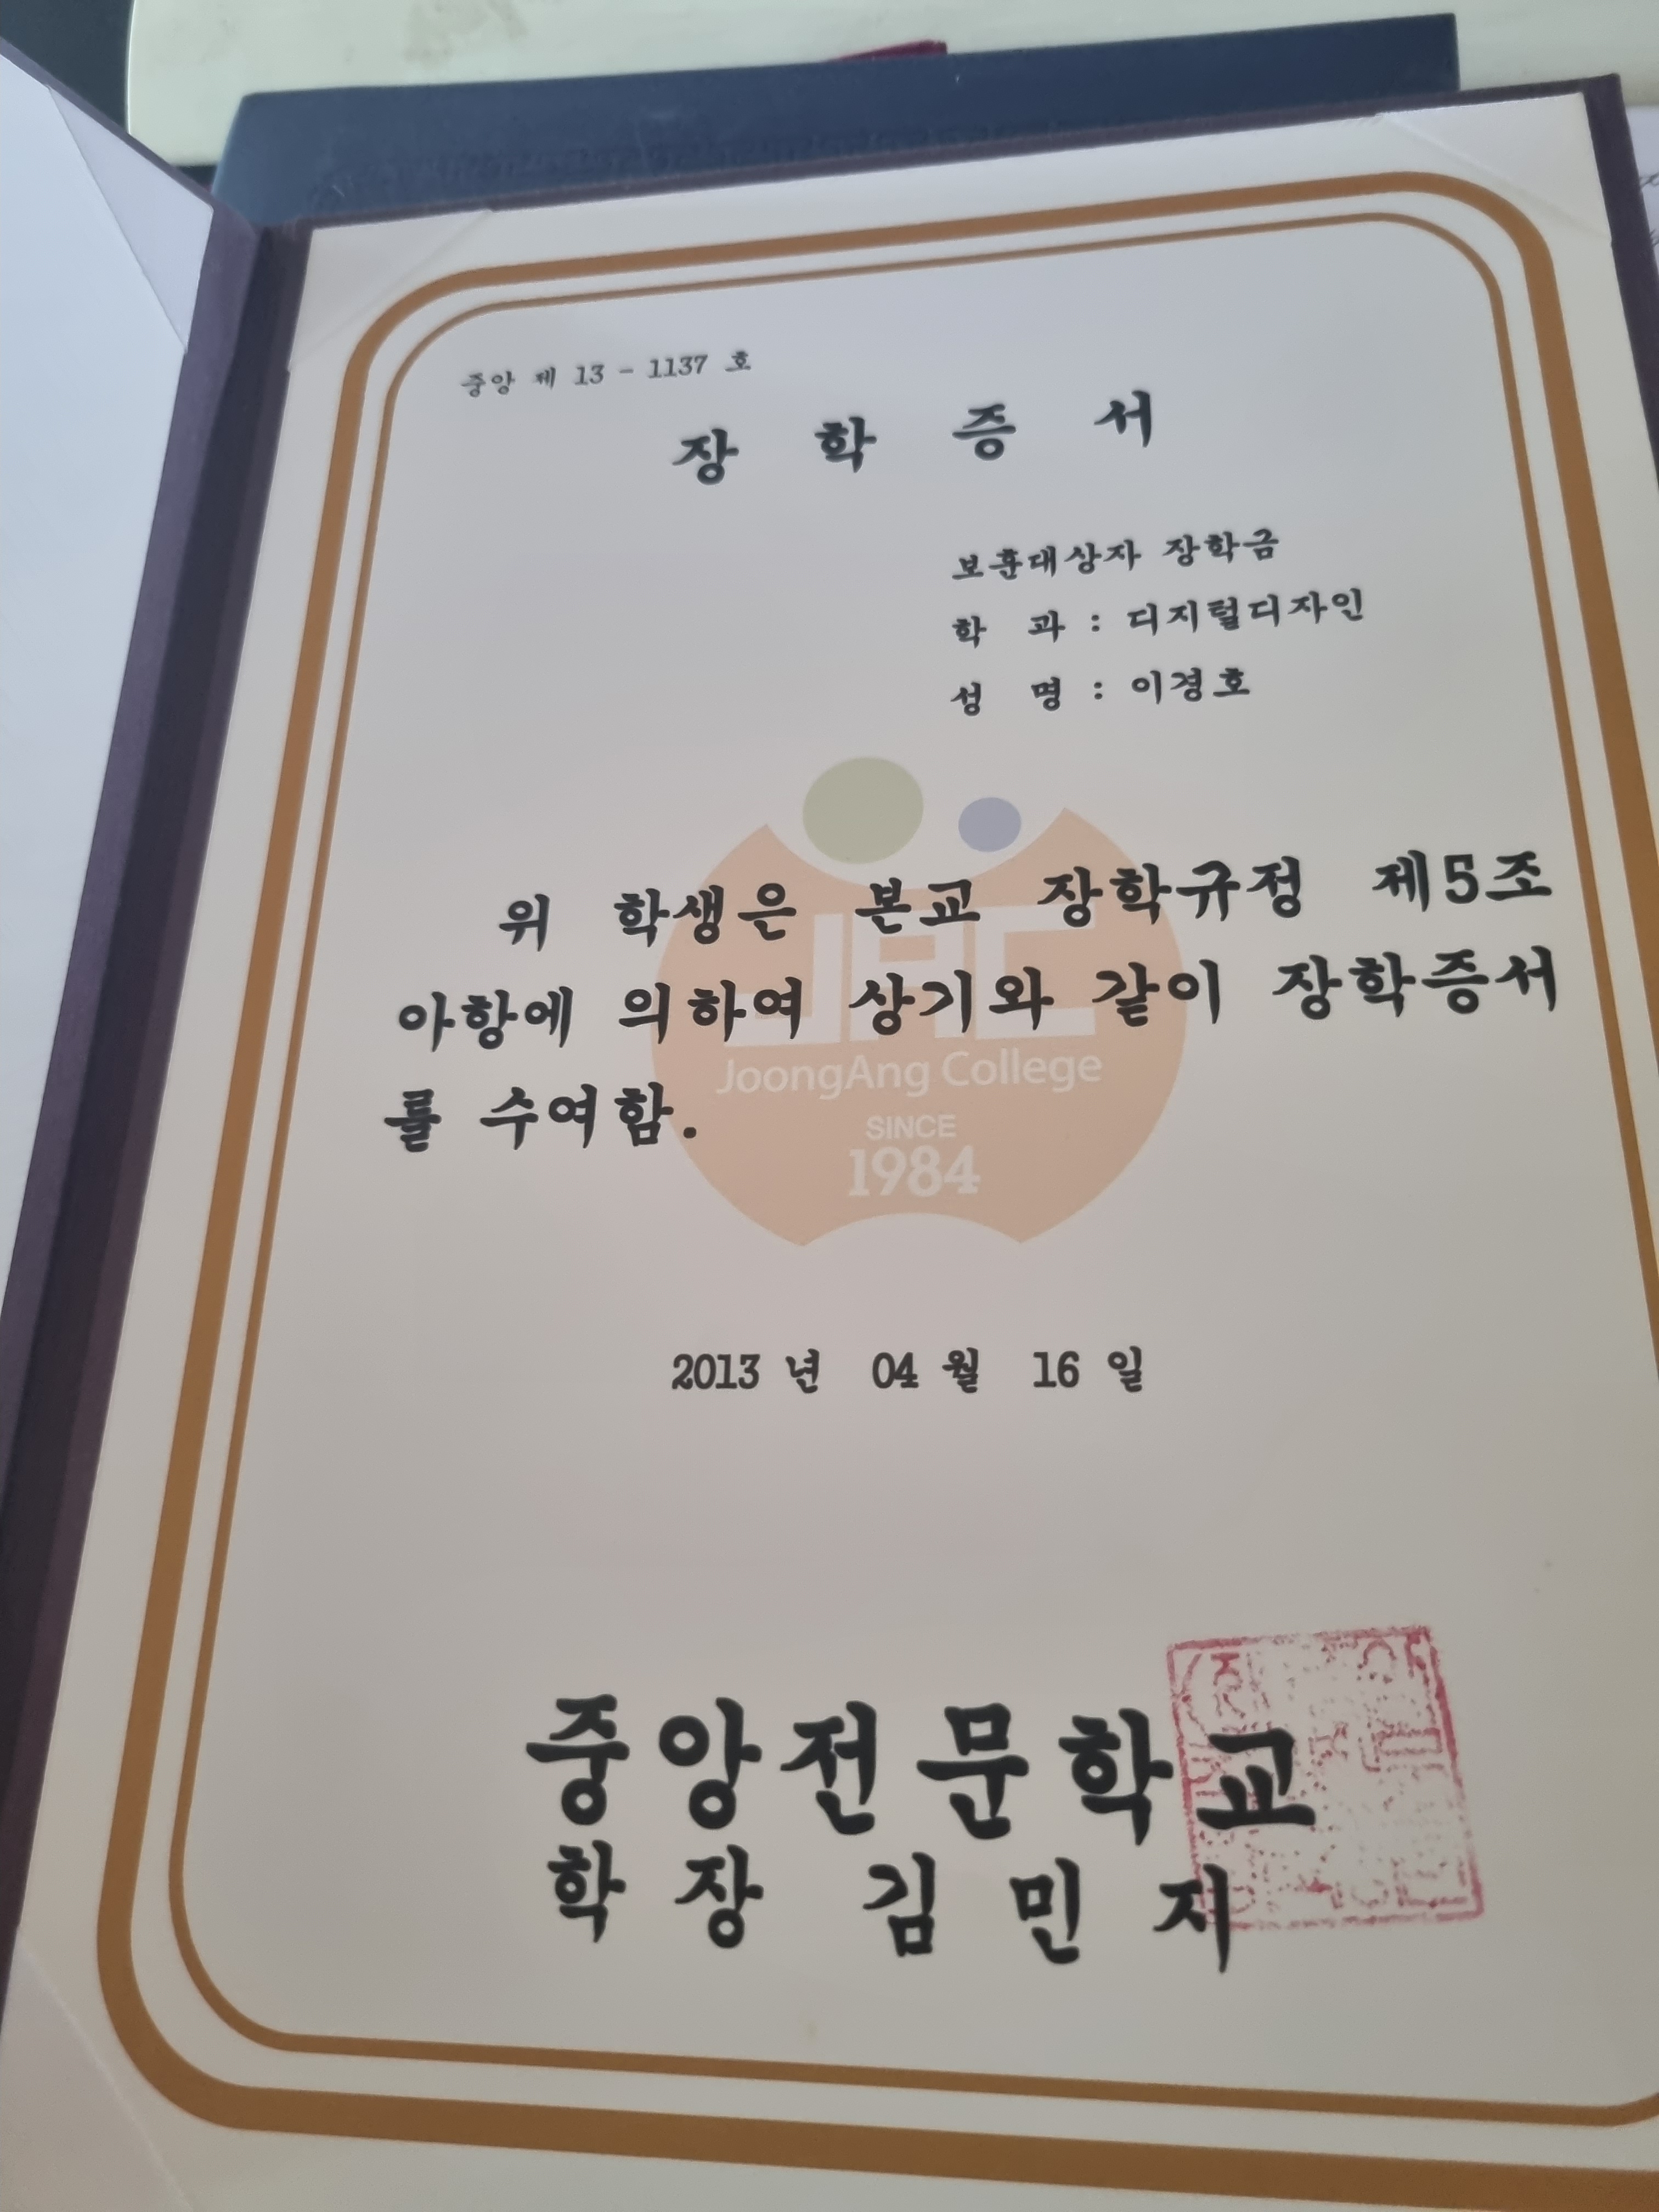 중앙 제 13 - 1137 호
장 학 증 서
보훈대상자 장학금
학 과 : 디지털디자인
성 명 : 이경호
JAC
위 학생은 본교 장학규정 제5조
아항에 의하여 상기와 같이 장학증서
를 수여함.
JoongAng College
SINCE
1984
2013 년 04 월 16 일
중앙전문학교
학 장 김 민 지